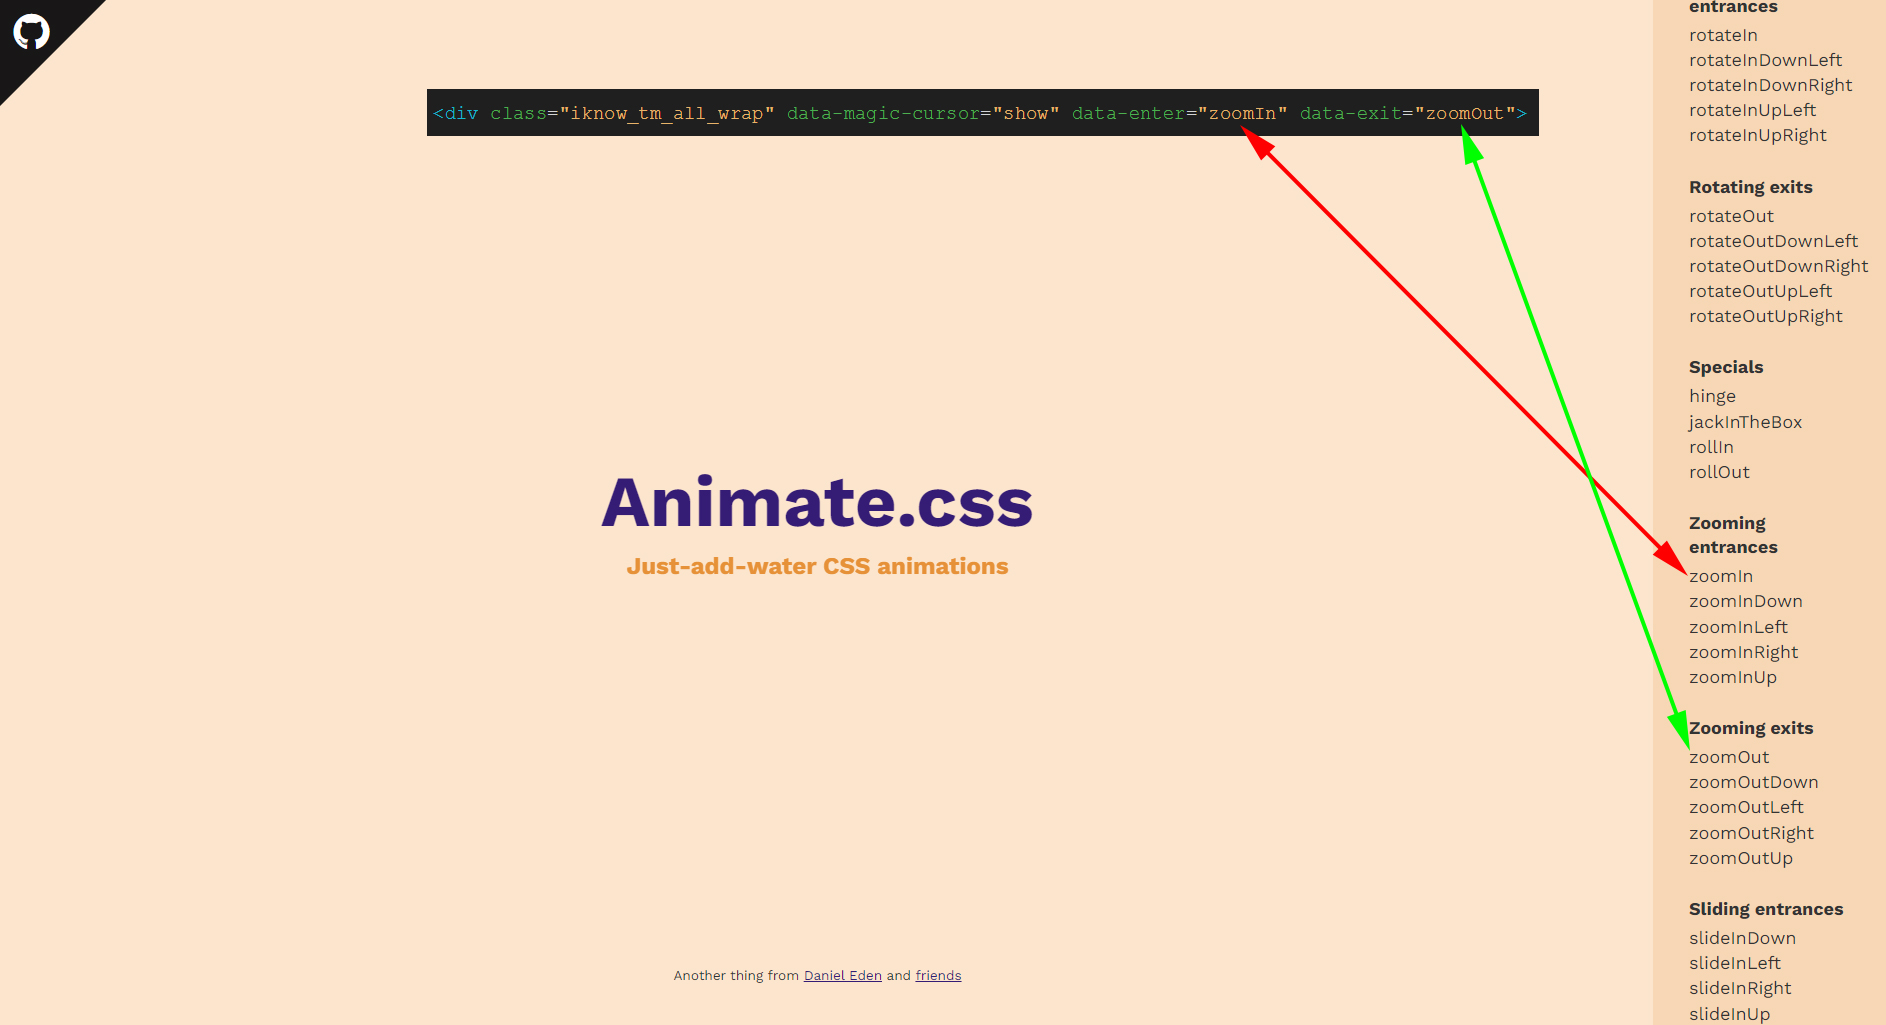 <div class="iknow_tm_all_wrap" data-magic-cursor="show" data-enter="zoomIn" data-exit="zoomOut">
Animate.css
Just-add-water CSS animations
Another thing from Daniel Eden and friends
entrances
rotateIn
rotateInDownLeft
rotateInDownRight
rotateInUpLeft
rotateInUpRight
Rotating exits
rotateOut
rotateOutDownLeft
rotateOutDownRight
rotateOutUpLeft
rotateOutUpRight
Specials
hinge
jackInTheBox
rollIn
rollOut
Zooming
entrances
zoomIn
zoomInDown
zoomInLeft
zoomInRight
zoomInUp
Zooming exits
zoomOut
zoomOutDown
zoomOutLeft
zoomOutRight
zoomOutUp
Sliding entrances
slideInDown
slideInLeft
slideInRight
slideInUp